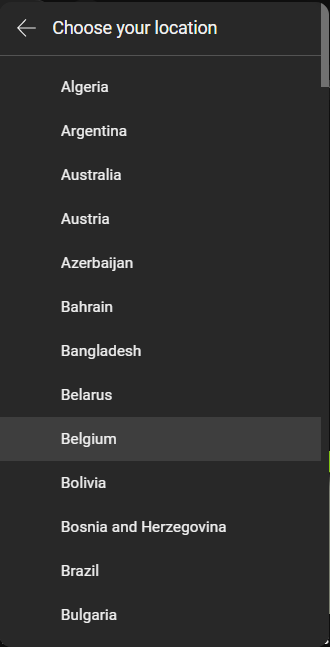 Choose your location
Algeria
Argentina
Australia
Austria
Azerbaijan
Bahrain
Bangladesh
Belarus
Belgium
Bolivia
Bosnia and Herzegovina
Brazil
Bulgaria